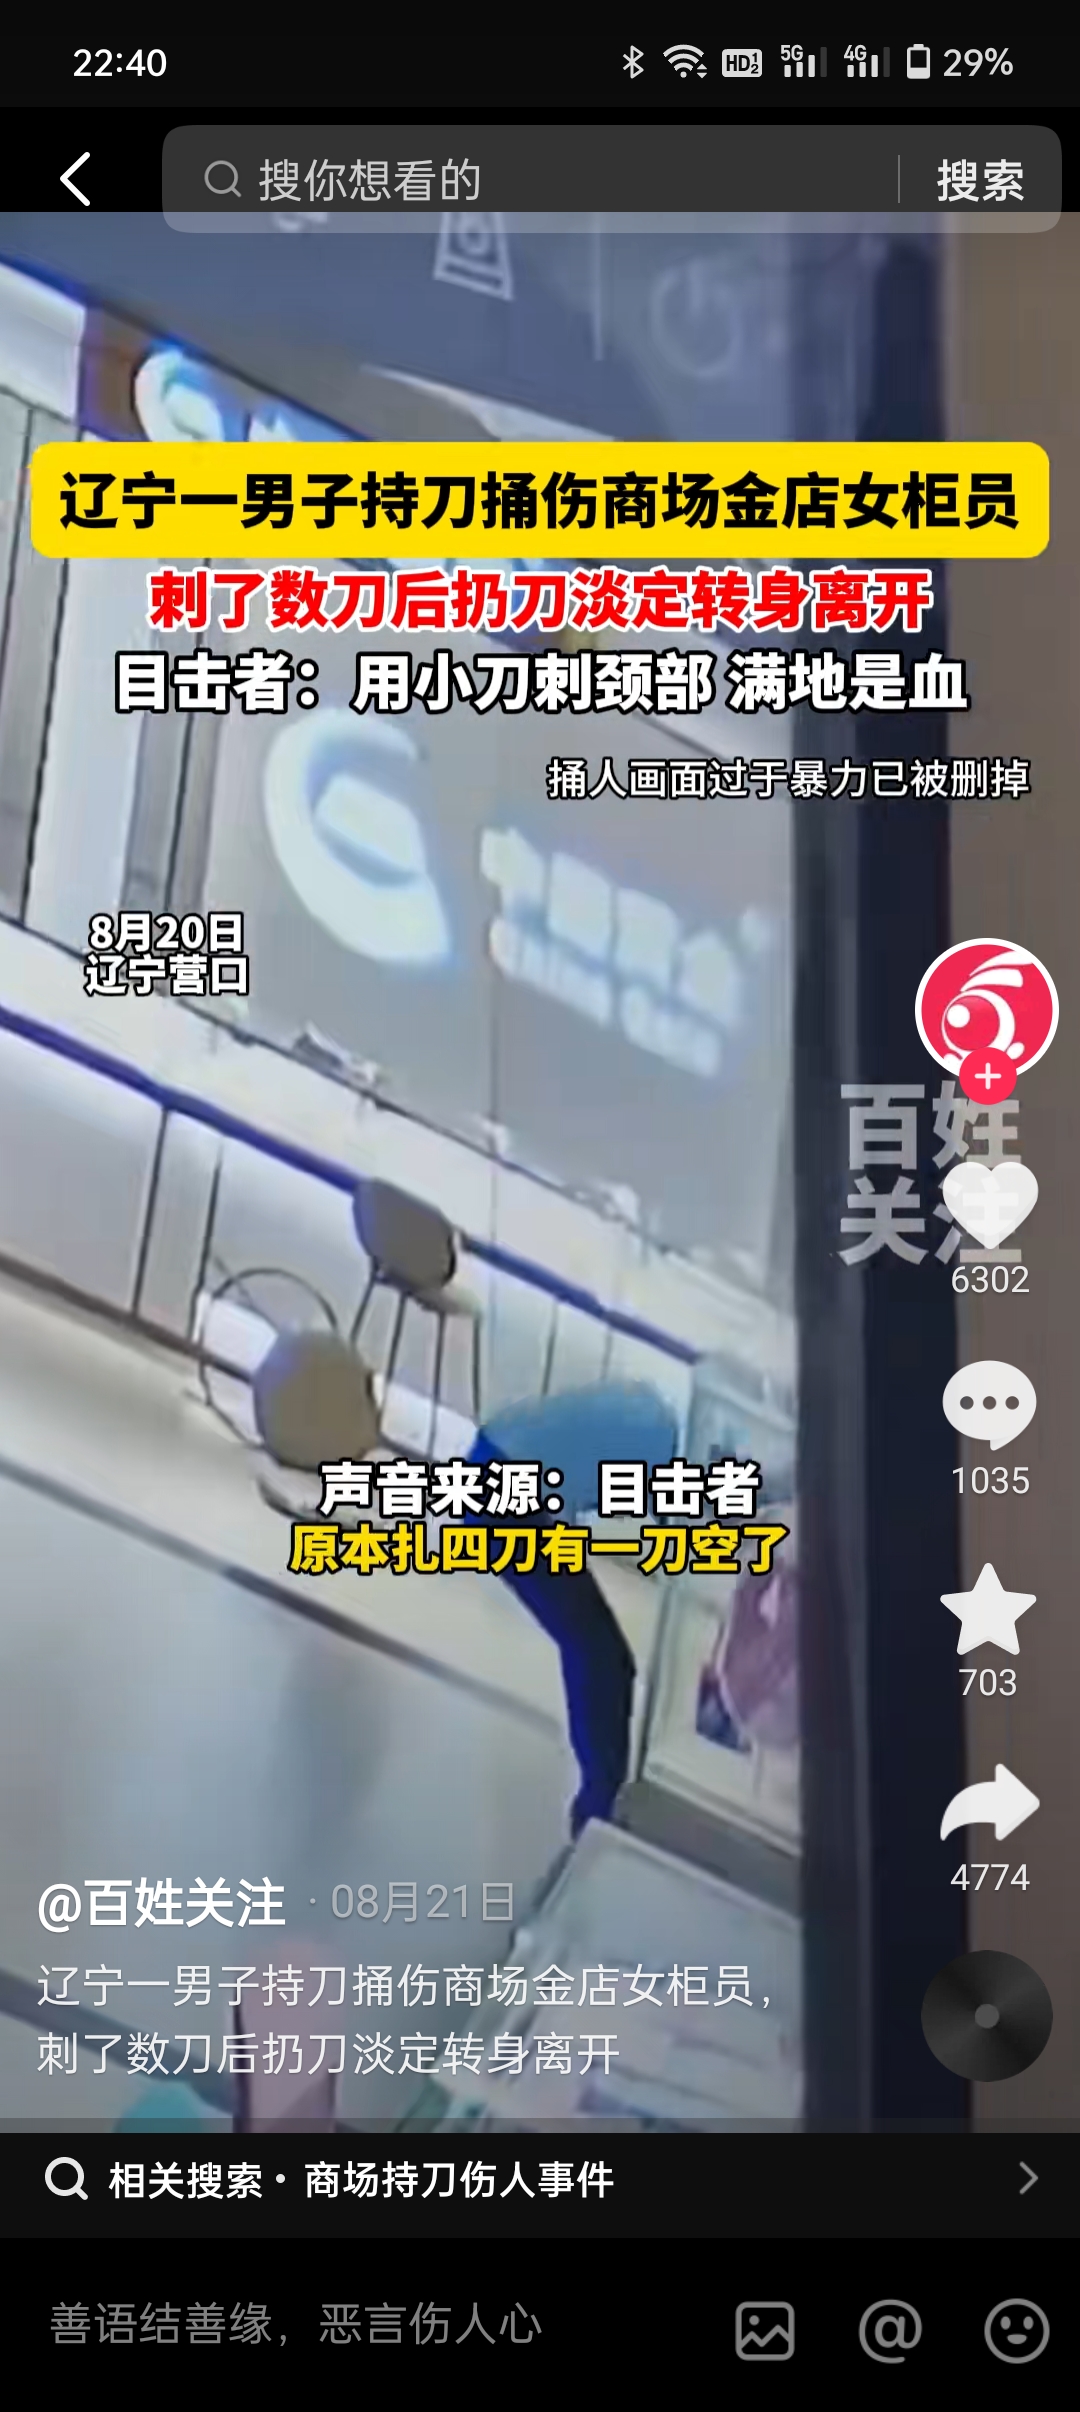 22:40
HD 1 2 5G 4G 29%
搜你想看的 搜索
辽宁一男子持刀捅伤商场金店女柜员
刺了数刀后扔刀淡定转身离开
目击者：用小刀刺颈部 满地是血
捅人画面过于暴力已被删掉
8月20日
辽宁营口
百姓
关注
6302
1035
声音来源：目击者
原本扎四刀有一刀空了
703
4774
@百姓关注 · 08月21日
辽宁一男子持刀捅伤商场金店女柜员，
刺了数刀后扔刀淡定转身离开
相关搜索 · 商场持刀伤人事件
善语结善缘，恶言伤人心